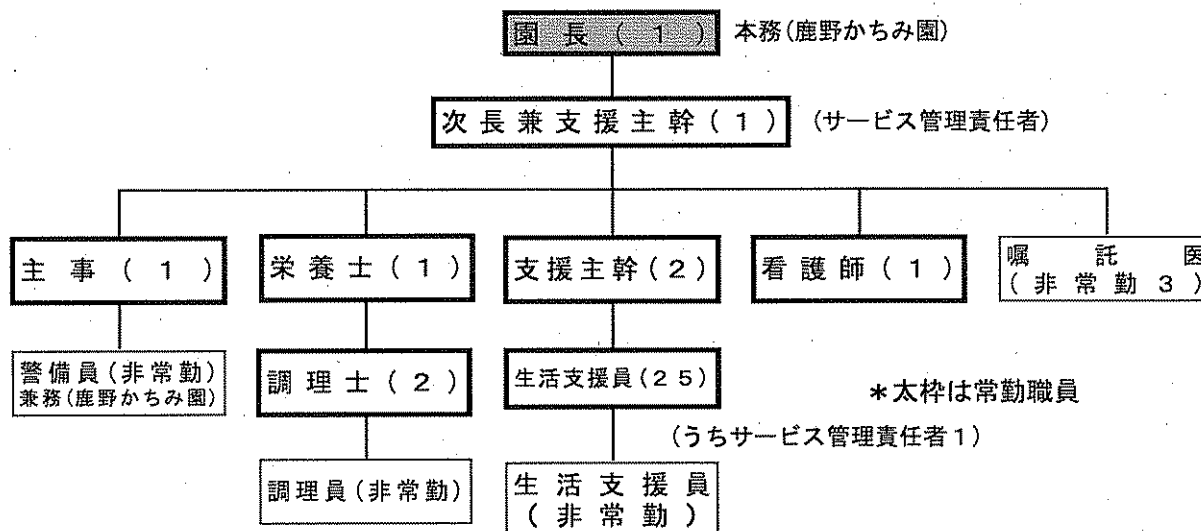 園長(1) 本務(鹿野かちみ園)
次長兼支援主幹(1) (サービス管理責任者)
主事(1)
栄養士(1)
支援主幹(2)
看護師(1)
嘱託医
(非常勤3)
警備員(非常勤)
兼務(鹿野かちみ園)
調理士(2)
生活支援員(25)
*太枠は常勤職員
(うちサービス管理責任者1)
調理員(非常勤)
生活支援員
(非常勤)